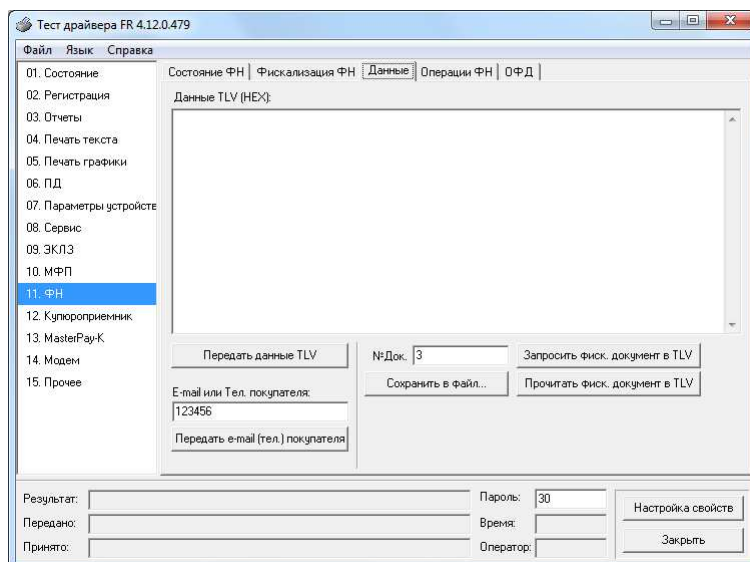 Тест драйвера FR 4.12.0.479
Файл Язык Справка
01. Состояние
02. Регистрация
03. Отчеты
04. Печать текста
05. Печать графики
06. ПД
07. Параметры устройств
08. Сервис
09. ЭКЛЗ
10. МФП
11. ФН
12. Купюроприемник
13. MasterPay-K
14. Модем
15. Прочее
Состояние ФН Фискализация ФН Данные Операции ФН ОФД
Данные TLV (HEX):
Передать данные TLV
E-mail или Тел. покупателя:
123456
Передать e-mail (тел.) покупателя
№Док. 3
Сохранить в файл...
Запросить фиск. документ в TLV
Прочитать фиск. документ в TLV
Результат:
Передано:
Принято:
Пароль: 30
Время:
Оператор:
Настройка свойств
Закрыть